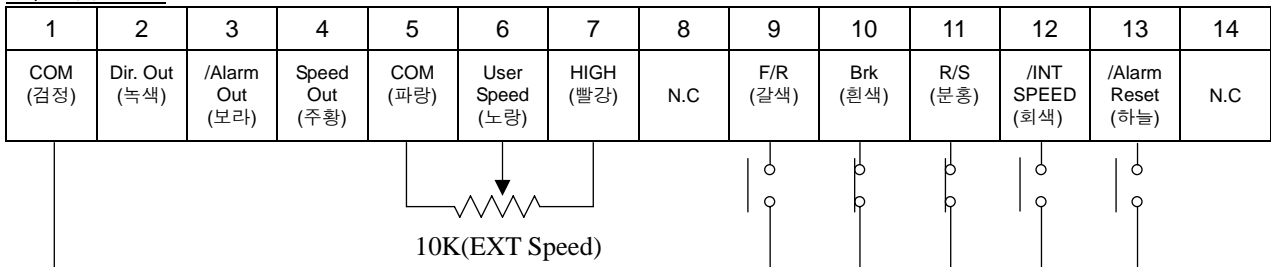 1 2 3 4 5 6 7 8 9 10 11 12 13 14
COM Dir. Out /Alarm Speed COM User HIGH N.C F/R Brk R/S /INT /Alarm N.C
(검정) (녹색) Out Out (파랑) Speed (빨강) (갈색) (흰색) (분홍) SPEED Reset
(보라) (주황) (노랑) (회색) (하늘)
10K(EXT Speed)